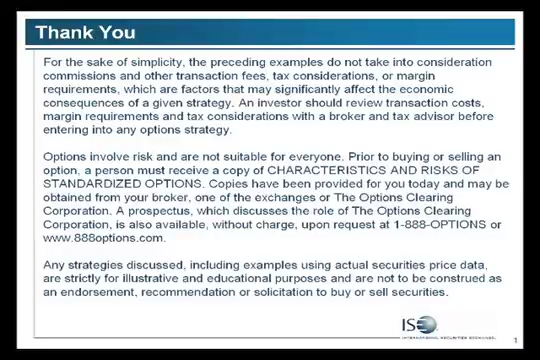 Thank You
For the sake of simplicity, the preceding examples do not take into consideration
commissions and other transaction fees, tax considerations, or margin
requirements, which are factors that may significantly affect the economic
consequences of a given strategy. An investor should review transaction costs,
margin requirements and tax considerations with a broker and tax advisor before
entering into any options strategy.
Options involve risk and are not suitable for everyone. Prior to buying or selling an
option, a person must receive a copy of CHARACTERISTICS AND RISKS OF
STANDARDIZED OPTIONS. Copies have been provided for you today and may be
obtained from your broker, one of the exchanges or The Options Clearing
Corporation. A prospectus, which discusses the role of The Options Clearing
Corporation, is also available, without charge, upon request at 1-888-OPTIONS or
www.888options.com.
Any strategies discussed, including examples using actual securities price data,
are strictly for illustrative and educational purposes and are not to be construed as
an endorsement, recommendation or solicitation to buy or sell securities.
ISE
INTERNATIONAL SECURITIES EXCHANGE.
1